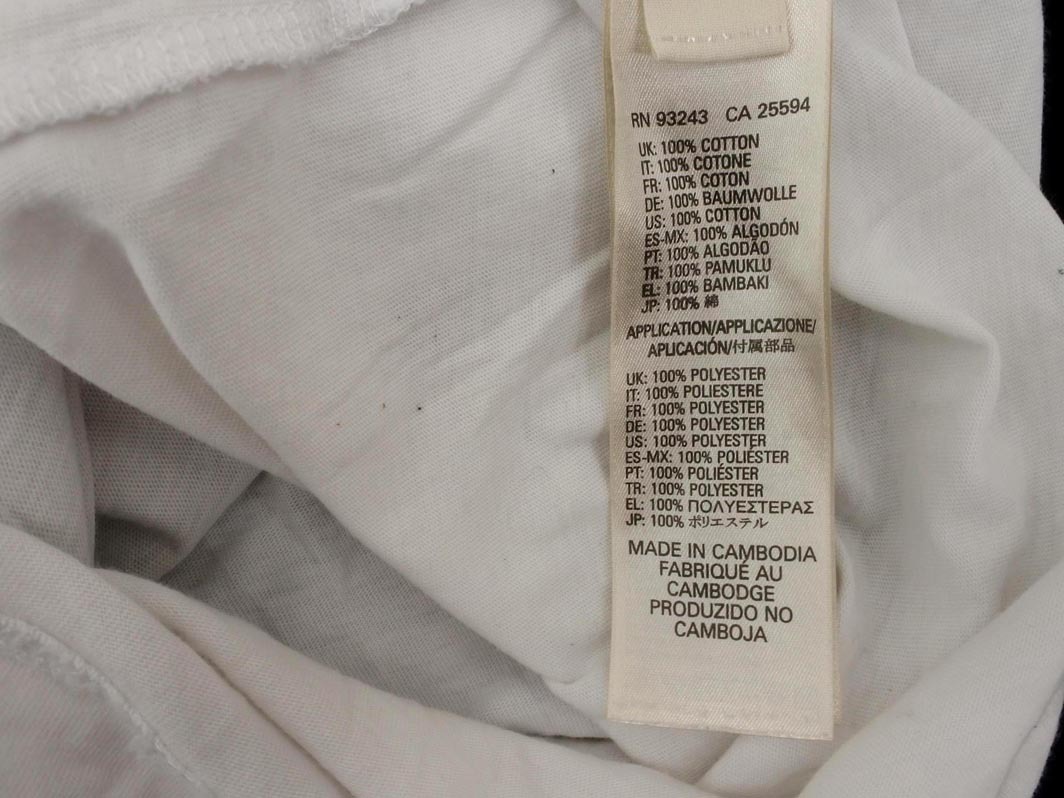 RN 93243 CA 25594
UK: 100% COTTON
IT: 100% COTONE
FR: 100% COTON
DE: 100% BAUMWOLLE
US: 100% COTTON
ES-MX: 100% ALGODÓN
PT: 100% ALGODÃO
TR: 100% PAMUKLU
EL: 100% BAMBAKI
JP: 100% 綿
APPLICATION/APPLICAZIONE/
APLICACIÓN/付属部品
UK: 100% POLYESTER
IT: 100% POLIESTERE
FR: 100% POLYESTER
DE: 100% POLYESTER
US: 100% POLYESTER
ES-MX: 100% POLIÉSTER
PT: 100% POLIÉSTER
TR: 100% POLYESTER
EL: 100% ΠΟΛΥΕΣΤΕΡΑΣ
JP: 100% ポリエステル
MADE IN CAMBODIA
FABRIQUÉ AU
CAMBODGE
PRODUZIDO NO
CAMBOJA